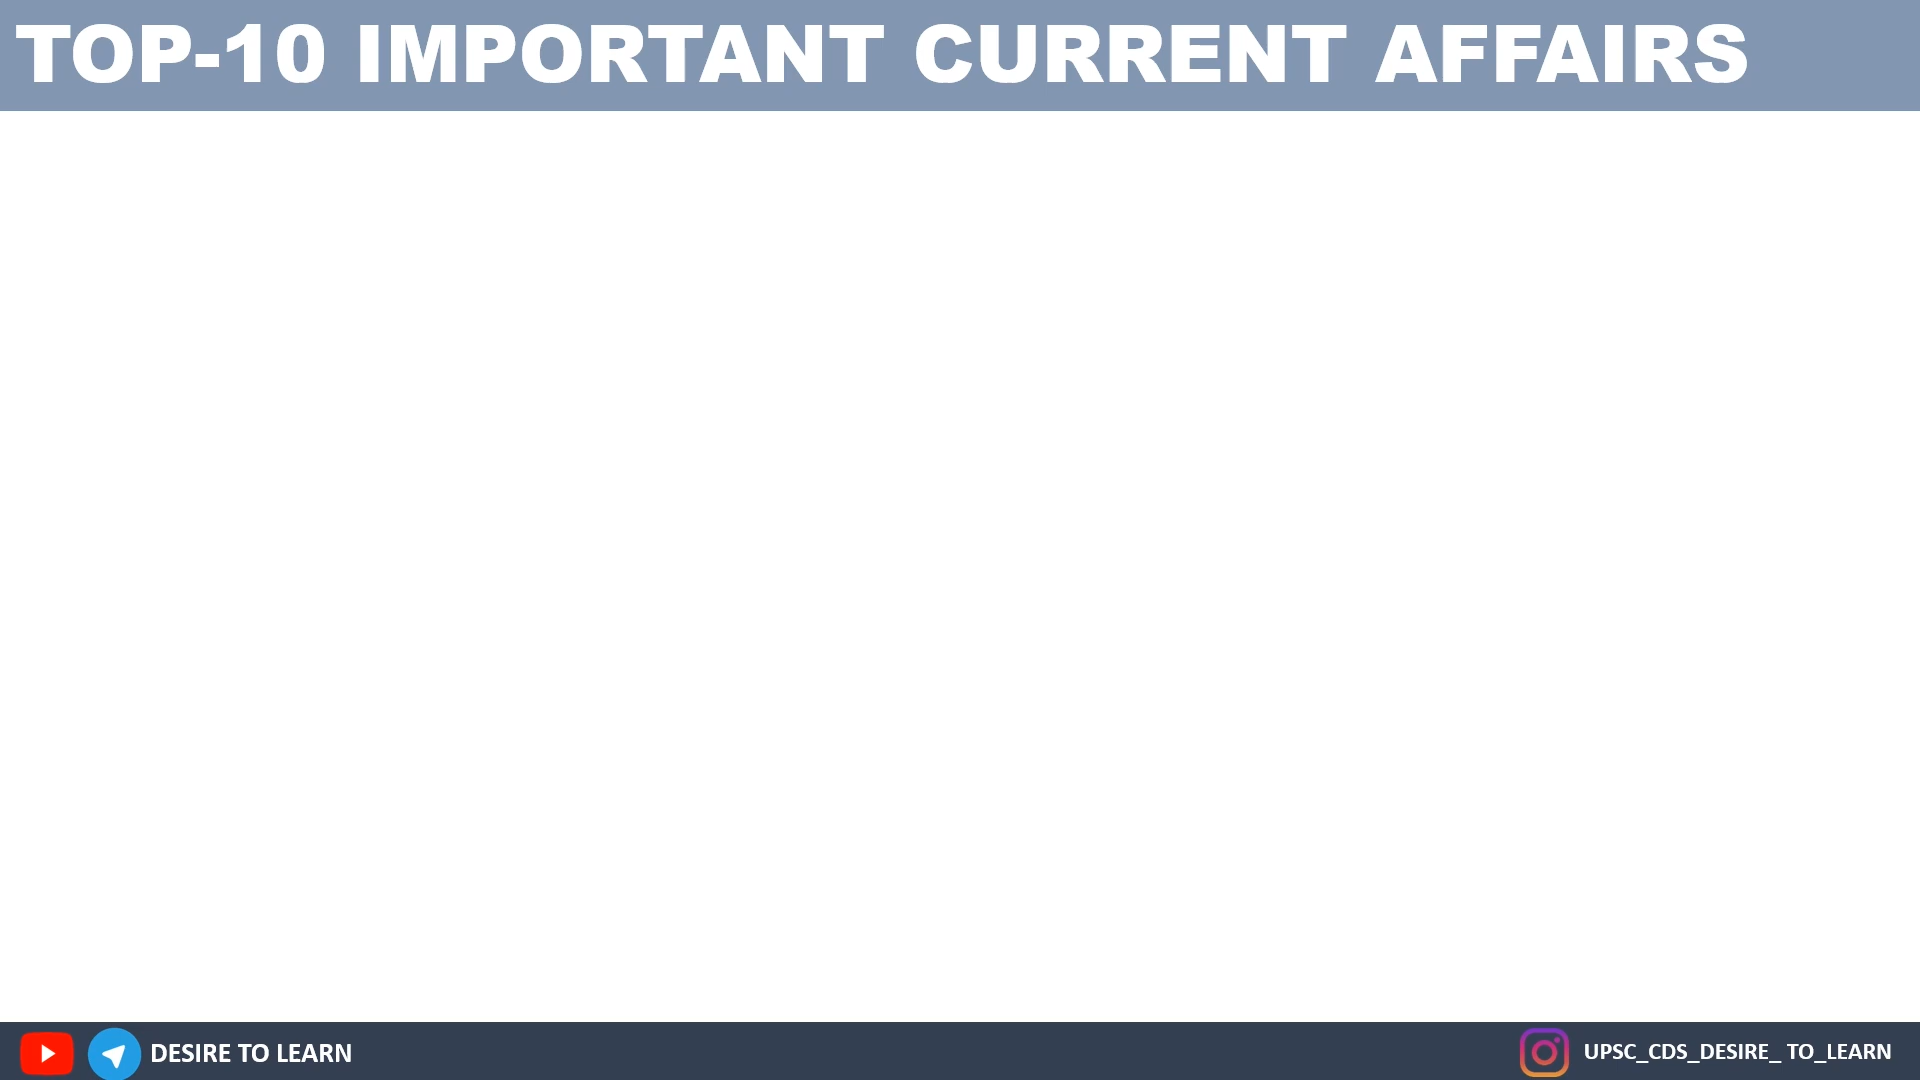 TOP-10 IMPORTANT CURRENT AFFAIRS
DESIRE TO LEARN
UPSC_CDS_DESIRE_ TO_LEARN